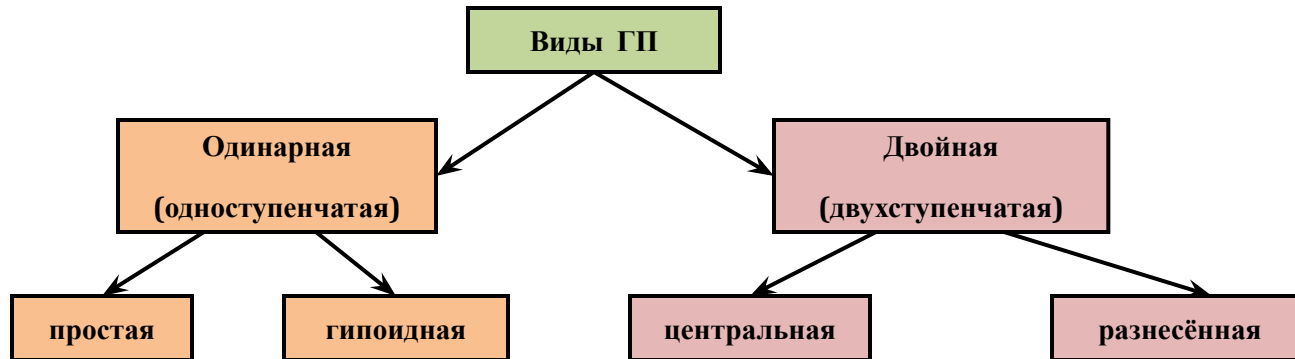 Виды ГП
Одинарная
(одноступенчатая)
Двойная
(двухступенчатая)
простая
гипоидная
центральная
разнесённая